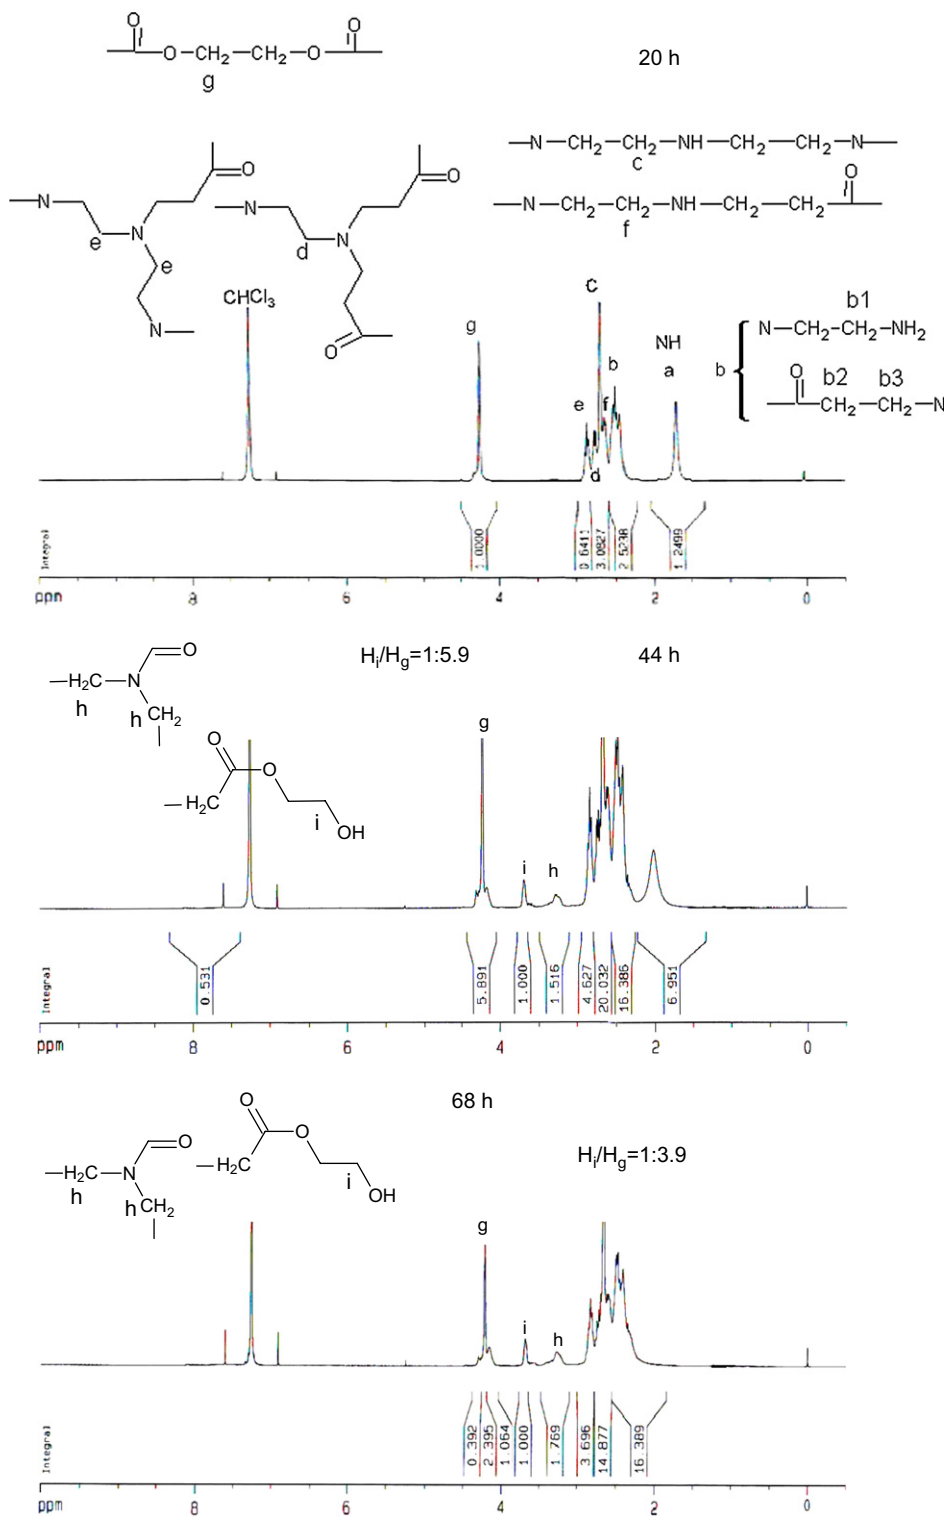 O
O
O
CH₂
CH₂
O
g
20 h
O
N
e
N
e
N
O
N
d
N
O
N
CH₂
CH₂
NH
CH₂
CH₂
N
c
O
N
CH₂
CH₂
NH
CH₂
CH₂
f
CHCl₃
g
e
C
f
b
d
NH
a
b
b1
N
CH₂
CH₂
NH₂
O
b2
b3
CH₂
CH₂
N
Integral
1.0000
0.6411
3.0827
2.5238
1.2499
ppm
8
6
4
2
0
O
H₂C
N
h
h
CH₂
Hᵢ/H_g=1:5.9
44 h
O
O
H₂C
i
OH
g
i
h
Integral
0.531
5.891
1.000
1.516
4.627
20.032
16.386
6.951
ppm
8
6
4
2
0
68 h
O
H₂C
N
h
h
CH₂
O
O
H₂C
i
OH
Hᵢ/H_g=1:3.9
g
i
h
Integral
0.392
2.395
1.064
1.000
1.769
3.696
14.877
16.389
ppm
8
6
4
2
0